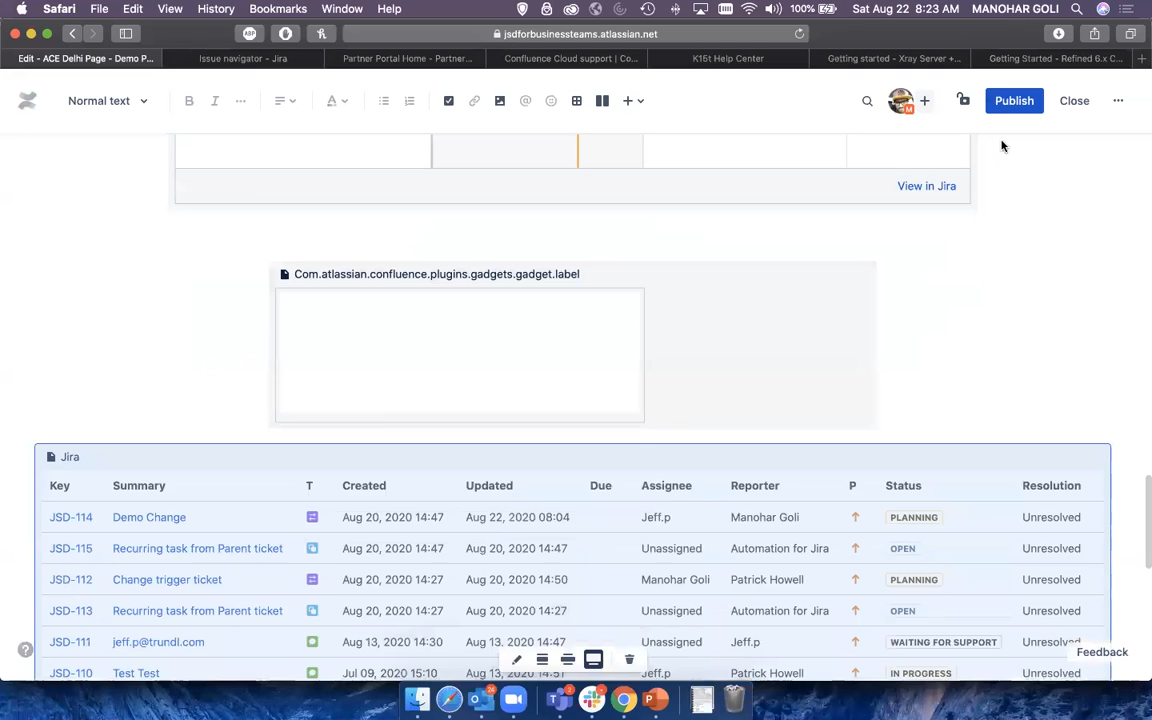 Safari File Edit View History Bookmarks Window Help 100% Sat Aug 22 8:23 AM MANOHAR GOLI
ABP jsdforbusinessteams.atlassian.net
Edit - ACE Delhi Page - Demo P... Issue navigator - Jira Partner Portal Home - Partner... Confluence Cloud support | Co... K15t Help Center Getting started - Xray Server +... Getting Started - Refined 6.x C...
Normal text B I A M Publish Close
View in Jira
Com.atlassian.confluence.plugins.gadgets.gadget.label
Jira
Key Summary T Created Updated Due Assignee Reporter P Status Resolution
JSD-114 Demo Change Aug 20, 2020 14:47 Aug 22, 2020 08:04 Jeff.p Manohar Goli PLANNING Unresolved
JSD-115 Recurring task from Parent ticket Aug 20, 2020 14:47 Aug 20, 2020 14:47 Unassigned Automation for Jira OPEN Unresolved
JSD-112 Change trigger ticket Aug 20, 2020 14:27 Aug 20, 2020 14:50 Manohar Goli Patrick Howell PLANNING Unresolved
JSD-113 Recurring task from Parent ticket Aug 20, 2020 14:27 Aug 20, 2020 14:27 Unassigned Automation for Jira OPEN Unresolved
JSD-111 jeff.p@trundl.com Aug 13, 2020 14:30 Aug 13, 2020 14:47 Unassigned Jeff.p WAITING FOR SUPPORT Unresolved
Feedback
JSD-110 Test Test Jul 09, 2020 15:10 Aug 13, 2020 14:51 Jeff.p Patrick Howell IN PROGRESS Unresolved